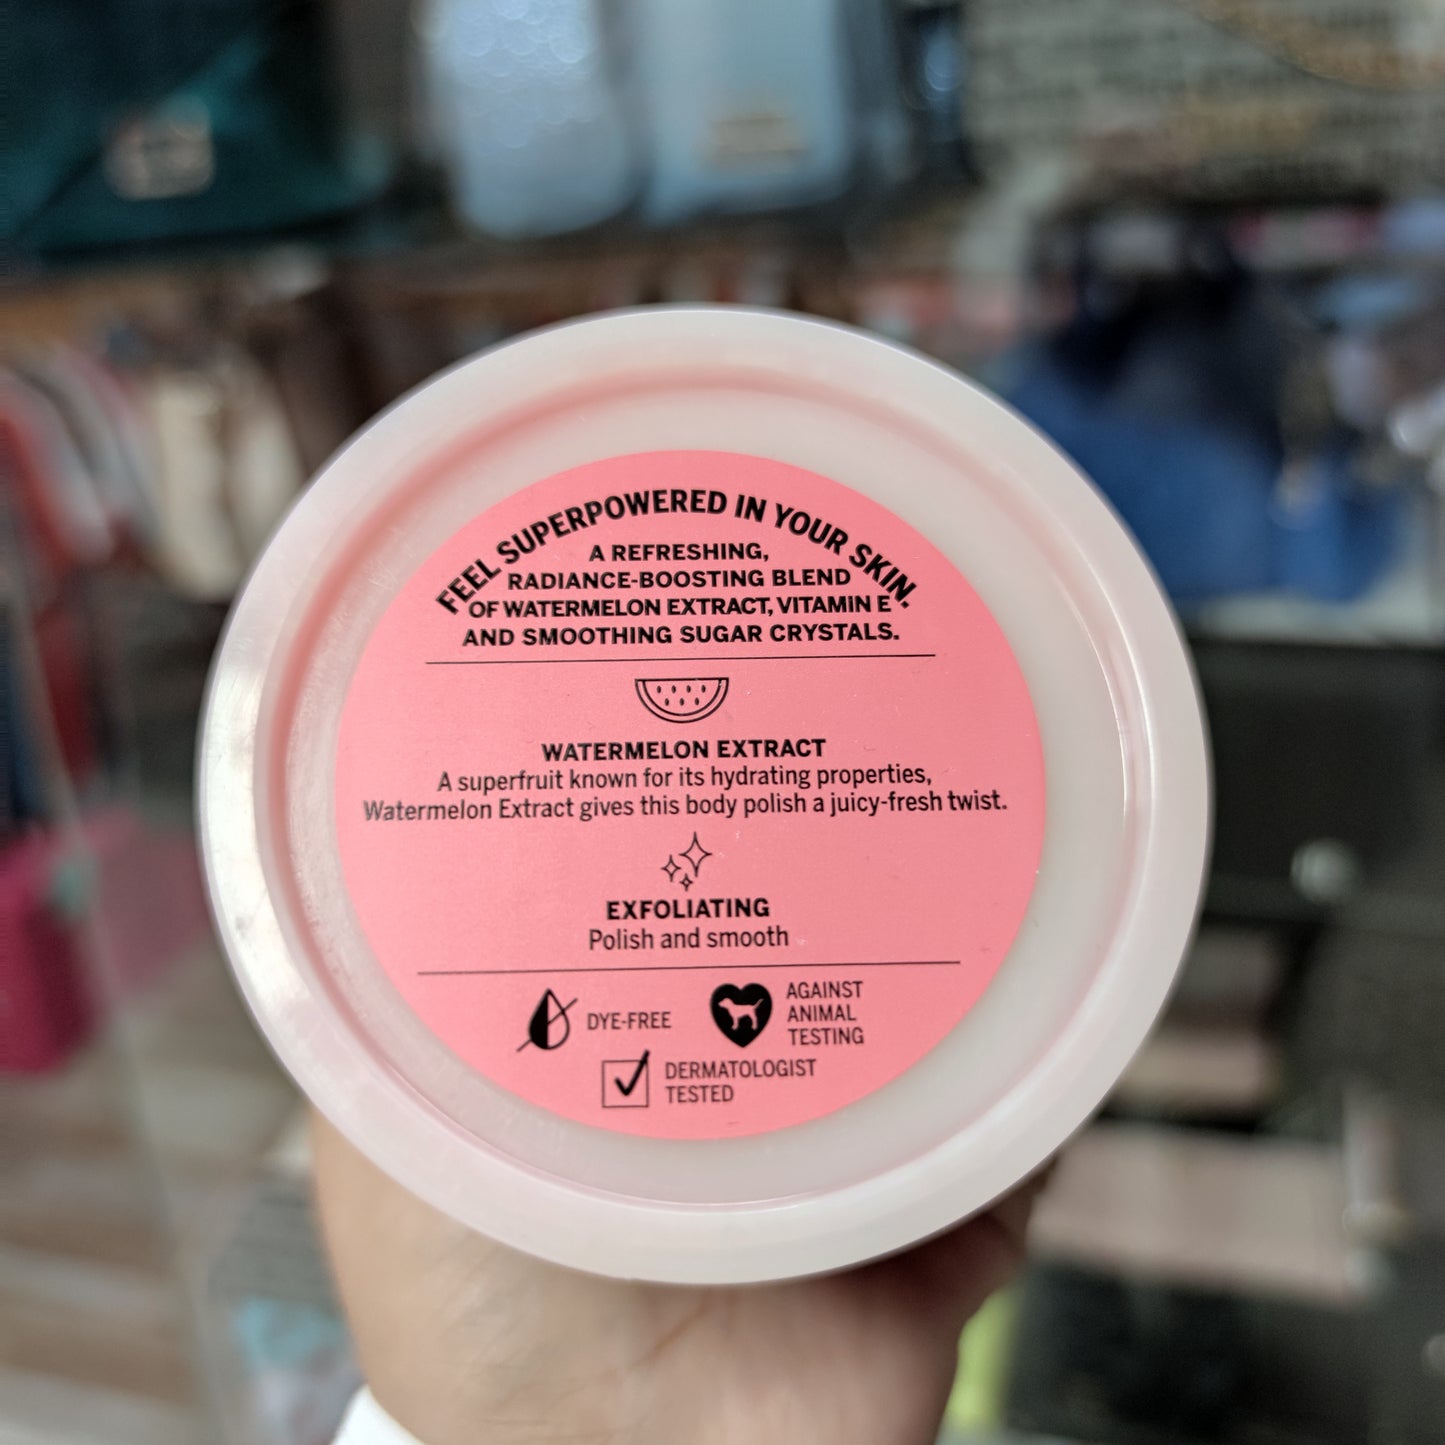 FEEL SUPERPOWERED IN YOUR SKIN.
A REFRESHING,
RADIANCE-BOOSTING BLEND
OF WATERMELON EXTRACT, VITAMIN E
AND SMOOTHING SUGAR CRYSTALS.
WATERMELON EXTRACT
A superfruit known for its hydrating properties,
Watermelon Extract gives this body polish a juicy-fresh twist.
EXFOLIATING
Polish and smooth
DYE-FREE
AGAINST
ANIMAL
TESTING
DERMATOLOGIST
TESTED